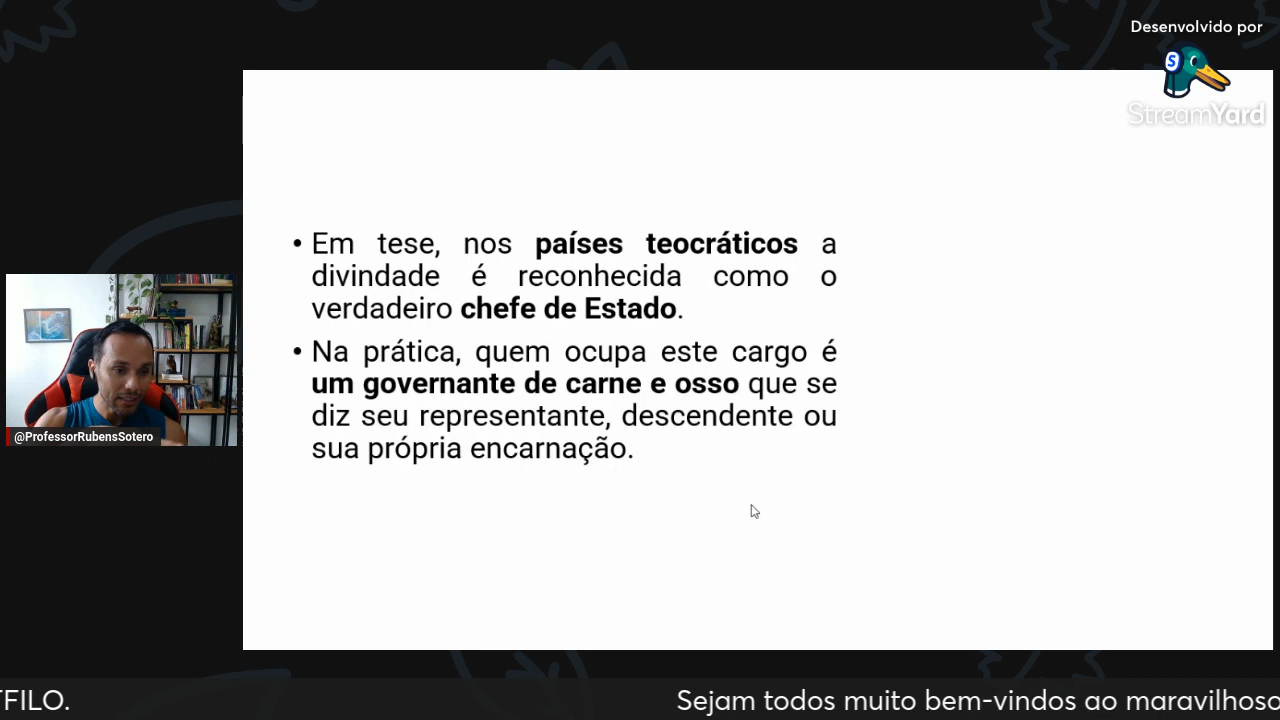 Desenvolvido por
S
StreamYard
• Em tese, nos países teocráticos a
divindade é reconhecida como o
verdadeiro chefe de Estado.
• Na prática, quem ocupa este cargo é
um governante de carne e osso que se
diz seu representante, descendente ou
sua própria encarnação.
@ProfessorRubensSotero
FILO. Sejam todos muito bem-vindos ao maravilhoso